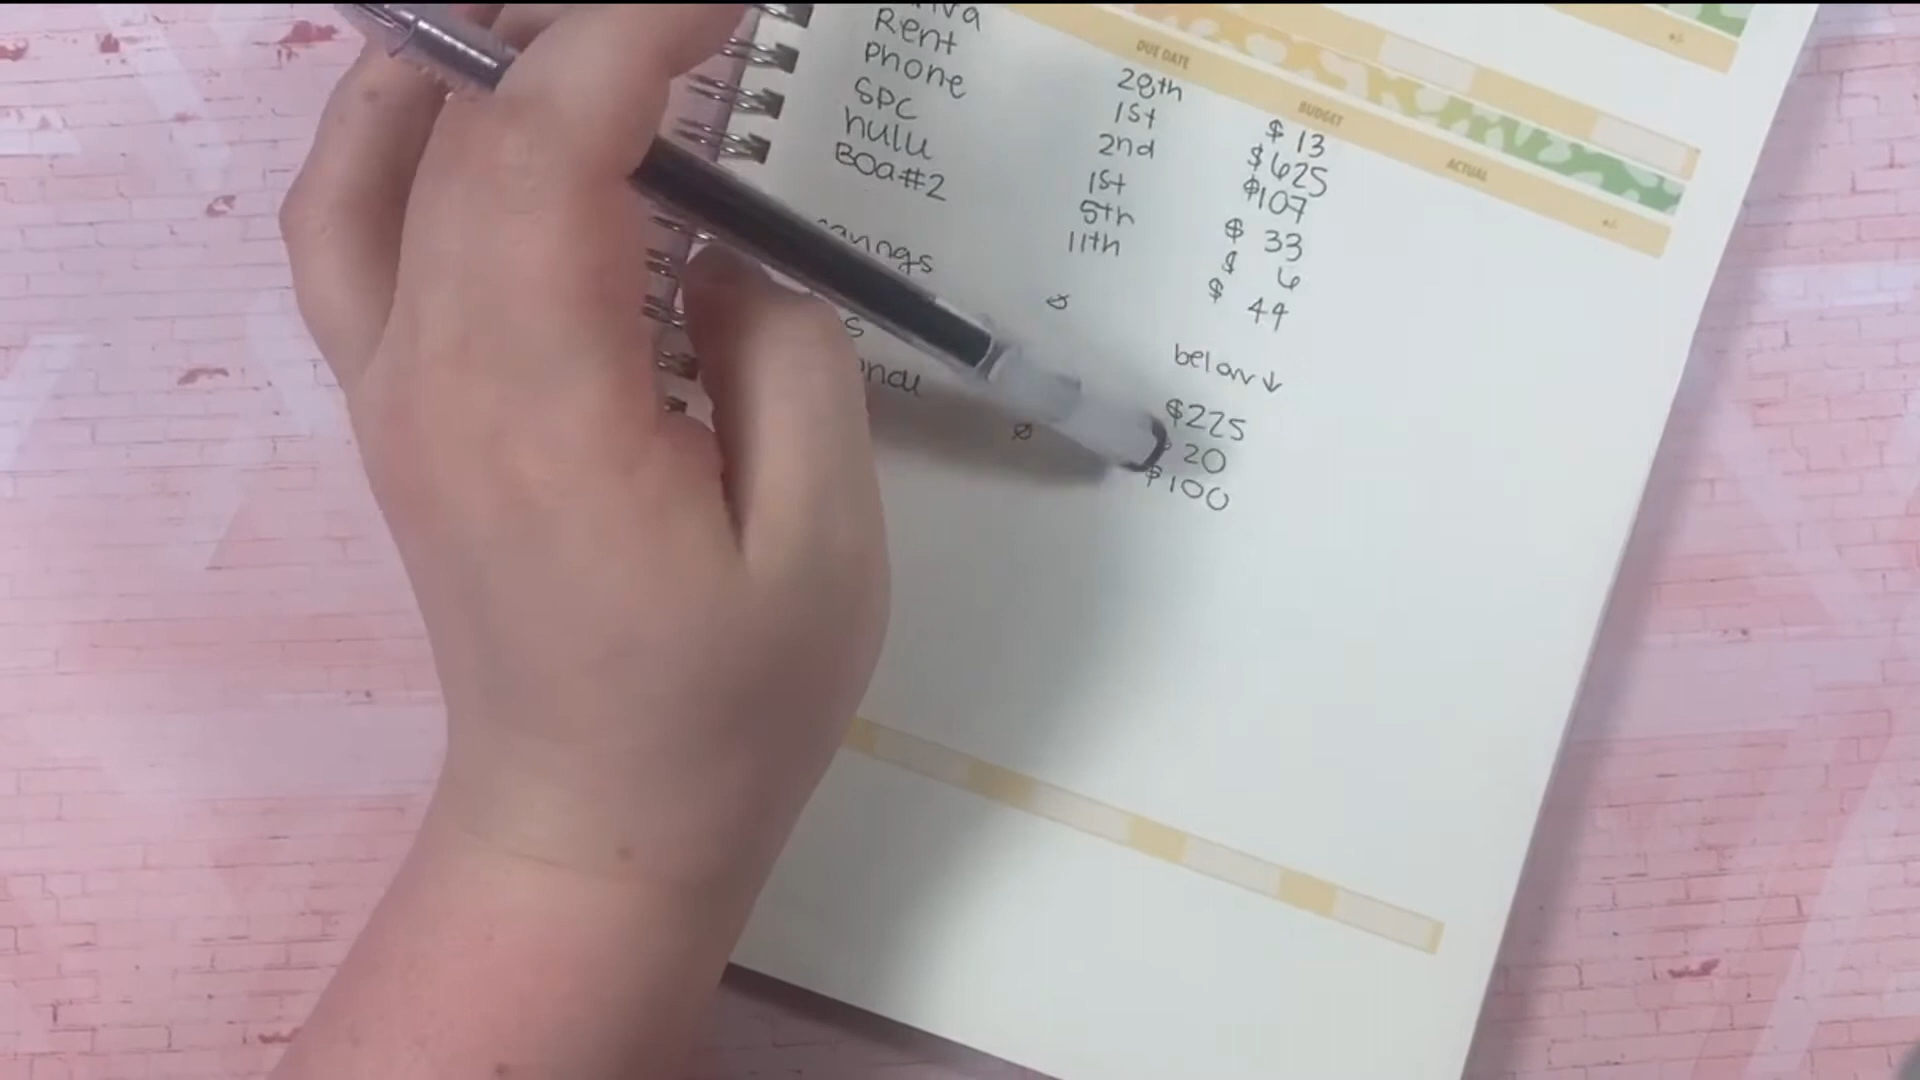 DUE DATE BUDGET ACTUAL +/-
+/-
28th $ 13
Rent 1st $625
Phone 2nd $107
SPC 1st $ 33
hulu 5th $ 6
BOa#2 11th $ 49
Ø below ↓
$225
$ 20
Ø $100